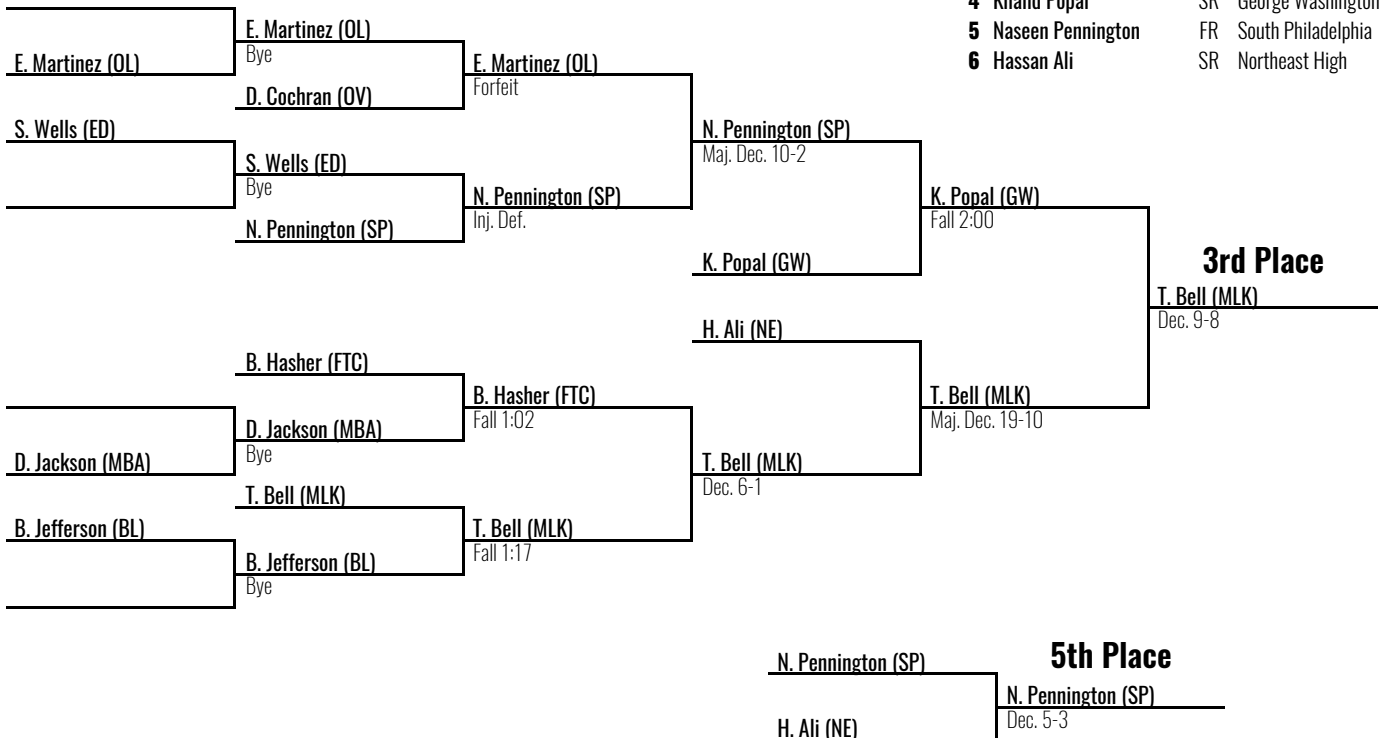 4 Khalid Popal SR George Washington
5 Naseen Pennington FR South Philadelphia
6 Hassan Ali SR Northeast High
E. Martinez (OL)
Bye
E. Martinez (OL)
E. Martinez (OL)
Forfeit
D. Cochran (OV)
S. Wells (ED)
N. Pennington (SP)
Maj. Dec. 10-2
S. Wells (ED)
Bye
N. Pennington (SP)
Inj. Def.
K. Popal (GW)
Fall 2:00
N. Pennington (SP)
K. Popal (GW)
3rd Place
T. Bell (MLK)
Dec. 9-8
H. Ali (NE)
B. Hasher (FTC)
B. Hasher (FTC)
Fall 1:02
T. Bell (MLK)
Maj. Dec. 19-10
D. Jackson (MBA)
Bye
D. Jackson (MBA)
T. Bell (MLK)
Dec. 6-1
T. Bell (MLK)
B. Jefferson (BL)
T. Bell (MLK)
Fall 1:17
B. Jefferson (BL)
Bye
5th Place
N. Pennington (SP)
N. Pennington (SP)
Dec. 5-3
H. Ali (NE)